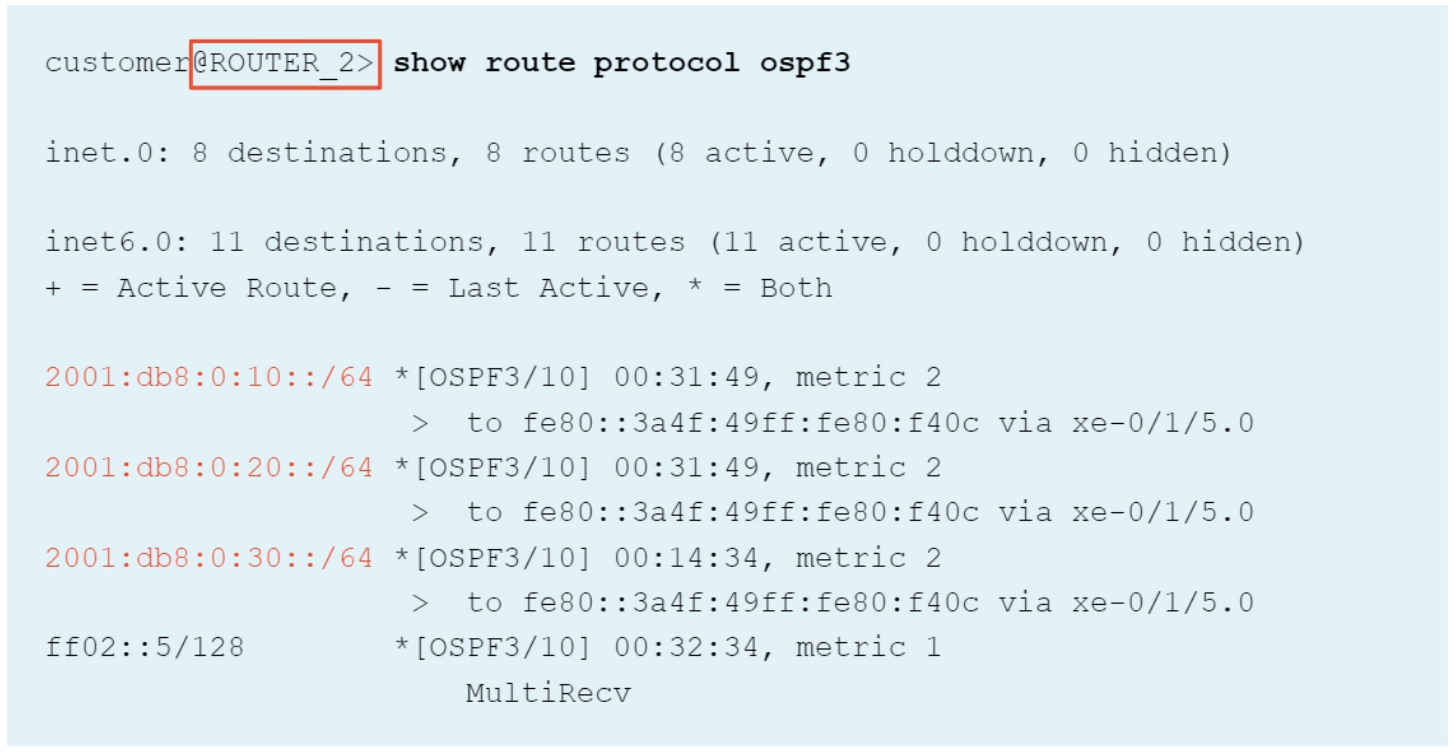 customer@ROUTER_2> show route protocol ospf3
inet.0: 8 destinations, 8 routes (8 active, 0 holddown, 0 hidden)
inet6.0: 11 destinations, 11 routes (11 active, 0 holddown, 0 hidden)
+ = Active Route, - = Last Active, * = Both
2001:db8:0:10::/64 *[OSPF3/10] 00:31:49, metric 2
> to fe80::3a4f:49ff:fe80:f40c via xe-0/1/5.0
2001:db8:0:20::/64 *[OSPF3/10] 00:31:49, metric 2
> to fe80::3a4f:49ff:fe80:f40c via xe-0/1/5.0
2001:db8:0:30::/64 *[OSPF3/10] 00:14:34, metric 2
> to fe80::3a4f:49ff:fe80:f40c via xe-0/1/5.0
ff02::5/128 *[OSPF3/10] 00:32:34, metric 1
MultiRecv